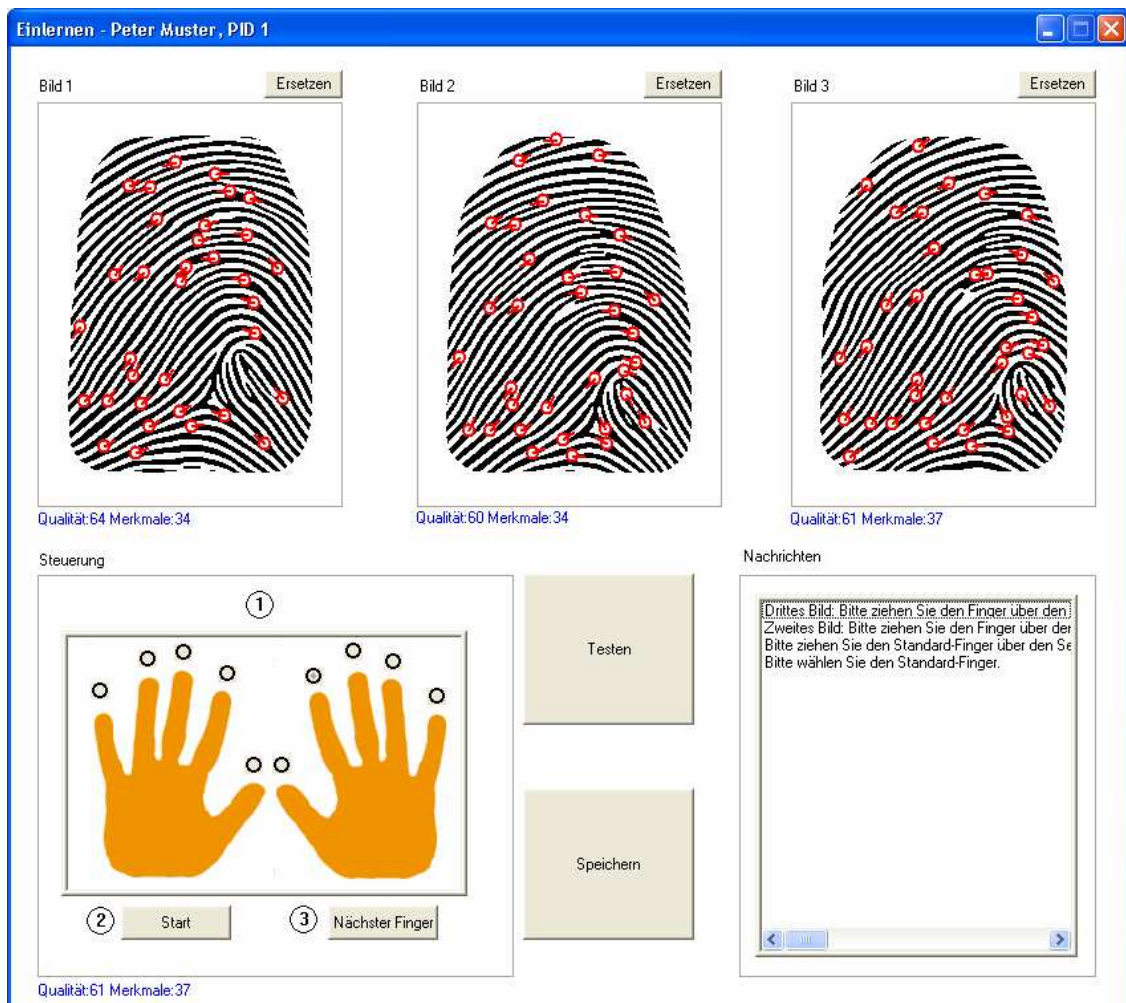 Einlernen - Peter Muster, PID 1
Bild 1
Ersetzen
Bild 2
Ersetzen
Bild 3
Ersetzen
Qualität:64 Merkmale:34
Qualität:60 Merkmale:34
Qualität:61 Merkmale:37
Steuerung
Nachrichten
1
Drittes Bild: Bitte ziehen Sie den Finger über den
Zweites Bild: Bitte ziehen Sie den Finger über der
Bitte ziehen Sie den Standard-Finger über den Se
Bitte wählen Sie den Standard-Finger.
Testen
Speichern
2
Start
3
Nächster Finger
Qualität:61 Merkmale:37